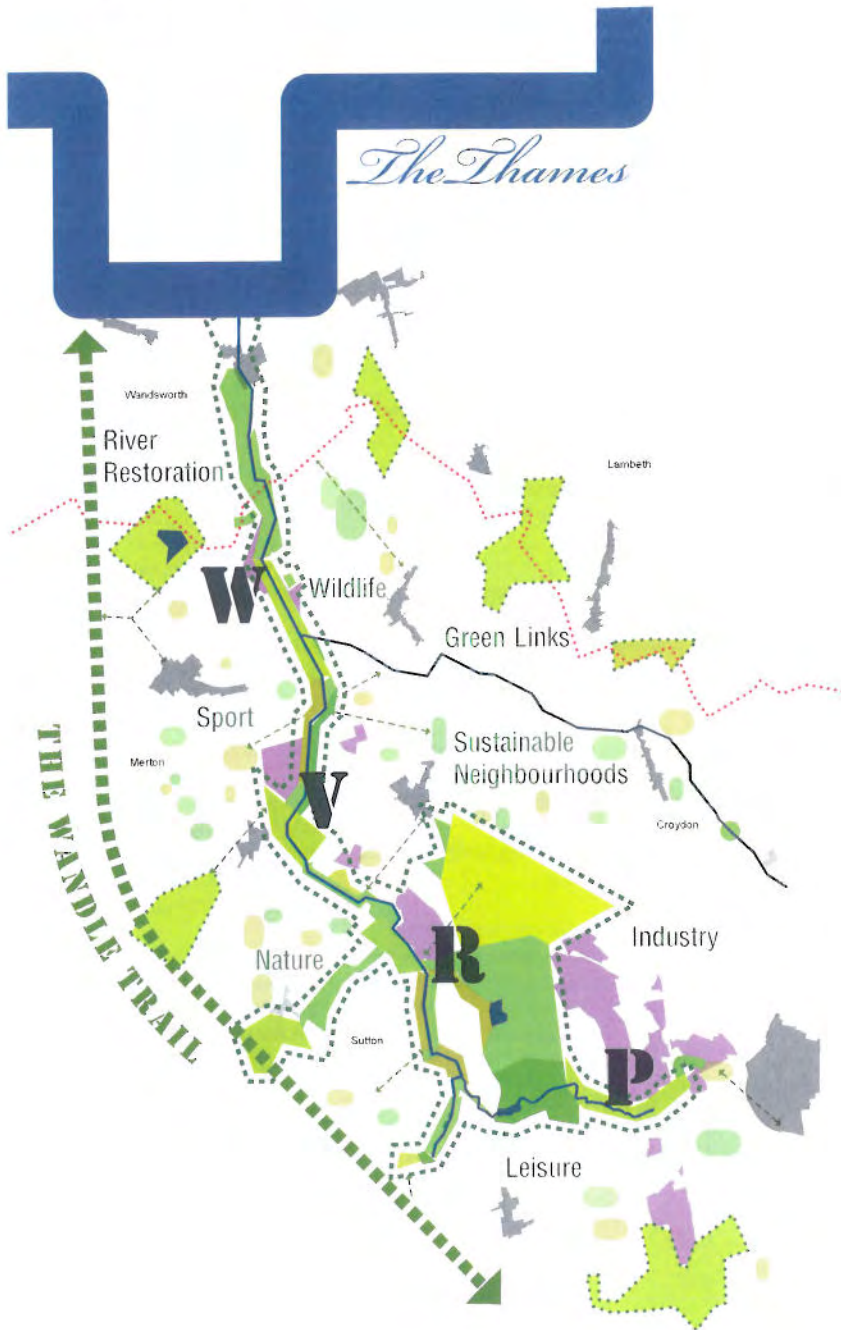 The Thames
Wandsworth
River
Restoration
Lambeth
W
Wildlife
Green Links
Sport
Sustainable
Neighbourhoods
Merton
V
Croydon
THE WANDLE TRAIL
R
Industry
Nature
Sutton
P
Leisure